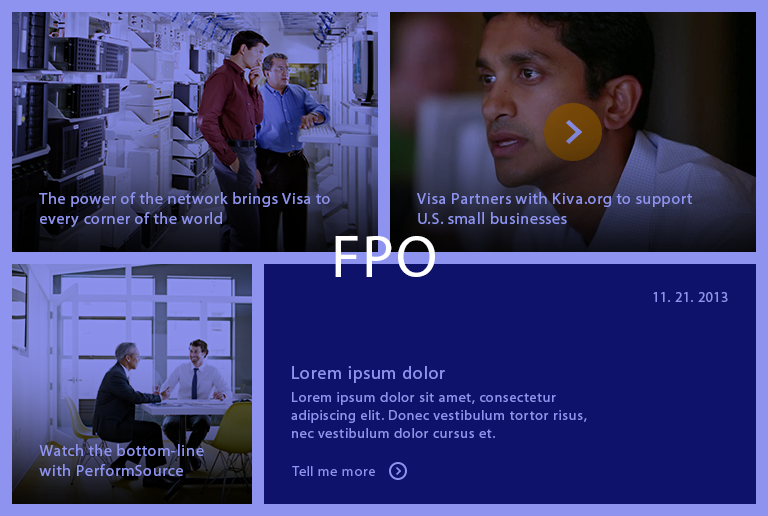 The power of the network brings Visa to
every corner of the world
Visa Partners with Kiva.org to support
U.S. small businesses
FPO
11. 21. 2013
Lorem ipsum dolor
Lorem ipsum dolor sit amet, consectetur
adipiscing elit. Donec vestibulum tortor risus,
nec vestibulum dolor cursus et.
Tell me more
Watch the bottom-line
with PerformSource